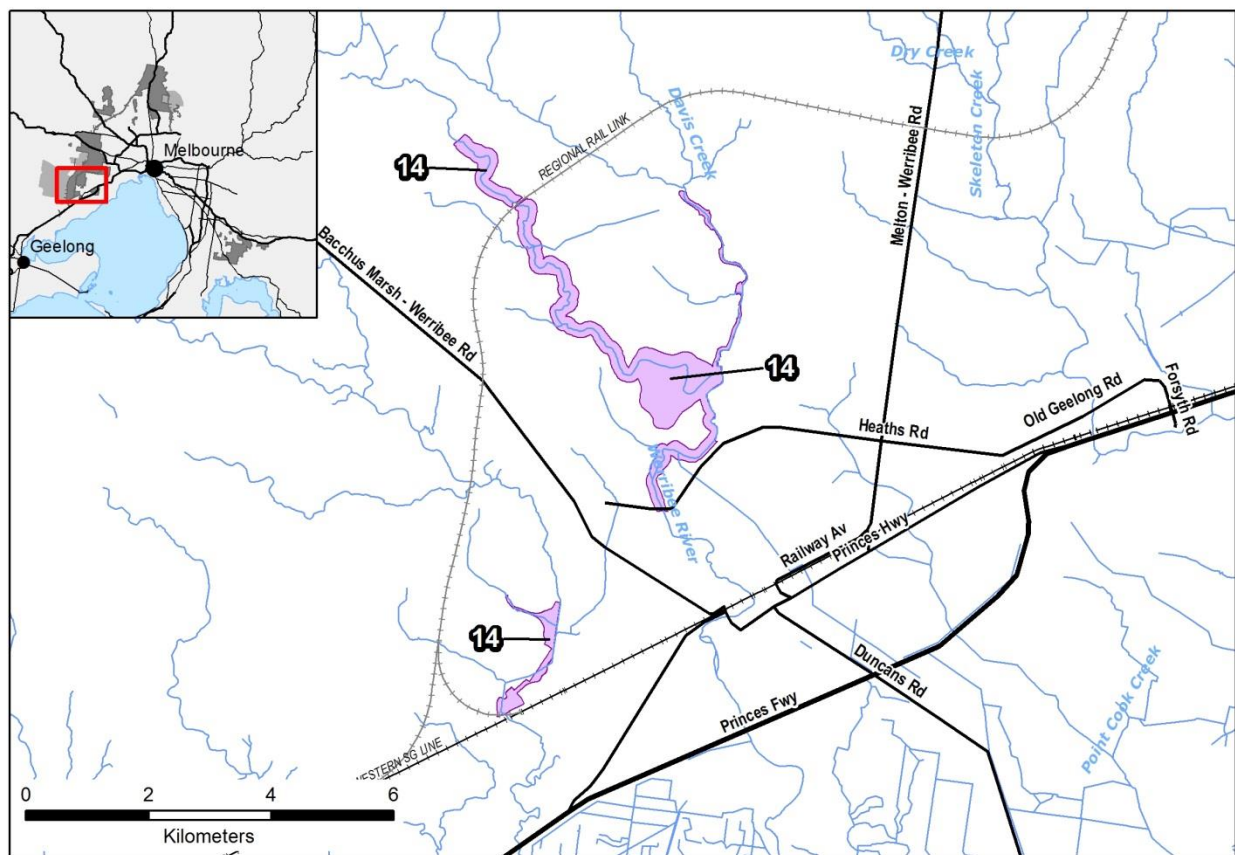 Melbourne
Geelong
Dry Creek
Skeleton Creek
Davis Creek
Melton - Werribee Rd
REGIONAL RAIL LINK
14
Bacchus Marsh - Werribee Rd
14
Forsyth Rd
Old Geelong Rd
Heaths Rd
Werribee River
Railway Av
Princes Hwy
14
Duncans Rd
Point Cook Creek
Princes Fwy
WESTERN SG LINE
0 2 4 6
Kilometers